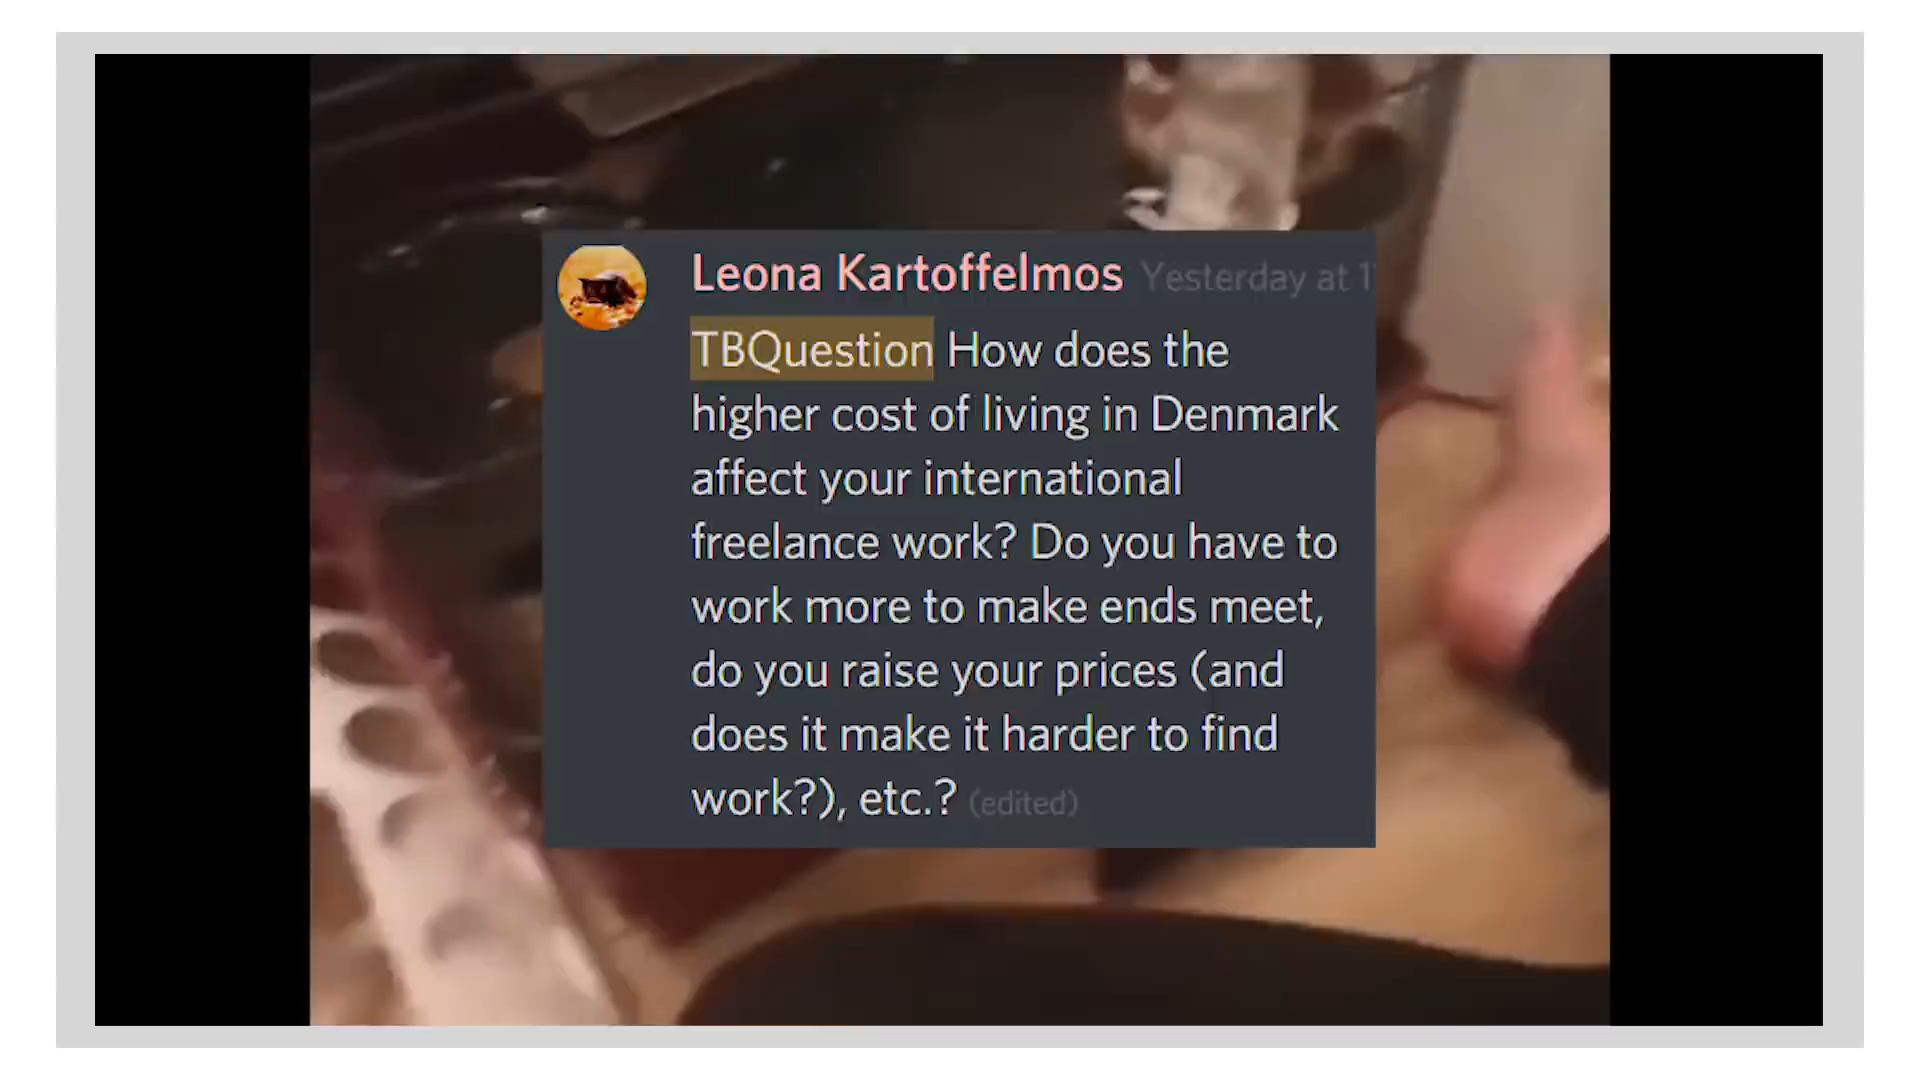 Leona Kartoffelmos Yesterday at 1
TBQuestion How does the
higher cost of living in Denmark
affect your international
freelance work? Do you have to
work more to make ends meet,
do you raise your prices (and
does it make it harder to find
work?), etc.? (edited)